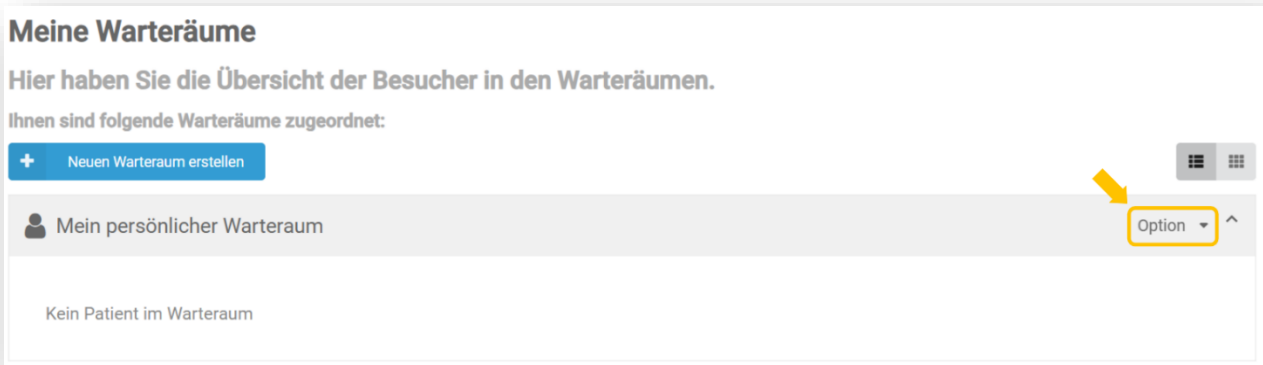 Meine Warteräume
Hier haben Sie die Übersicht der Besucher in den Warteräumen.
Ihnen sind folgende Warteräume zugeordnet:
Neuen Warteraum erstellen
Mein persönlicher Warteraum
Option
Kein Patient im Warteraum